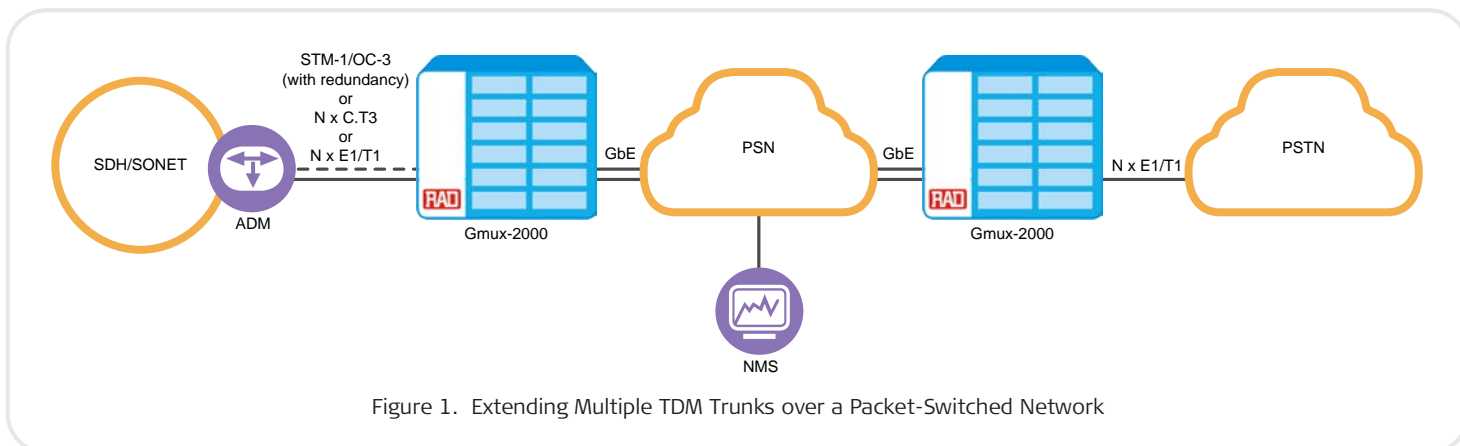 STM-1/OC-3
(with redundancy)
or
N x C.T3
or
N x E1/T1
SDH/SONET
ADM
RAD
Gmux-2000
GbE
PSN
GbE
RAD
Gmux-2000
N x E1/T1
PSTN
NMS
Figure 1. Extending Multiple TDM Trunks over a Packet-Switched Network